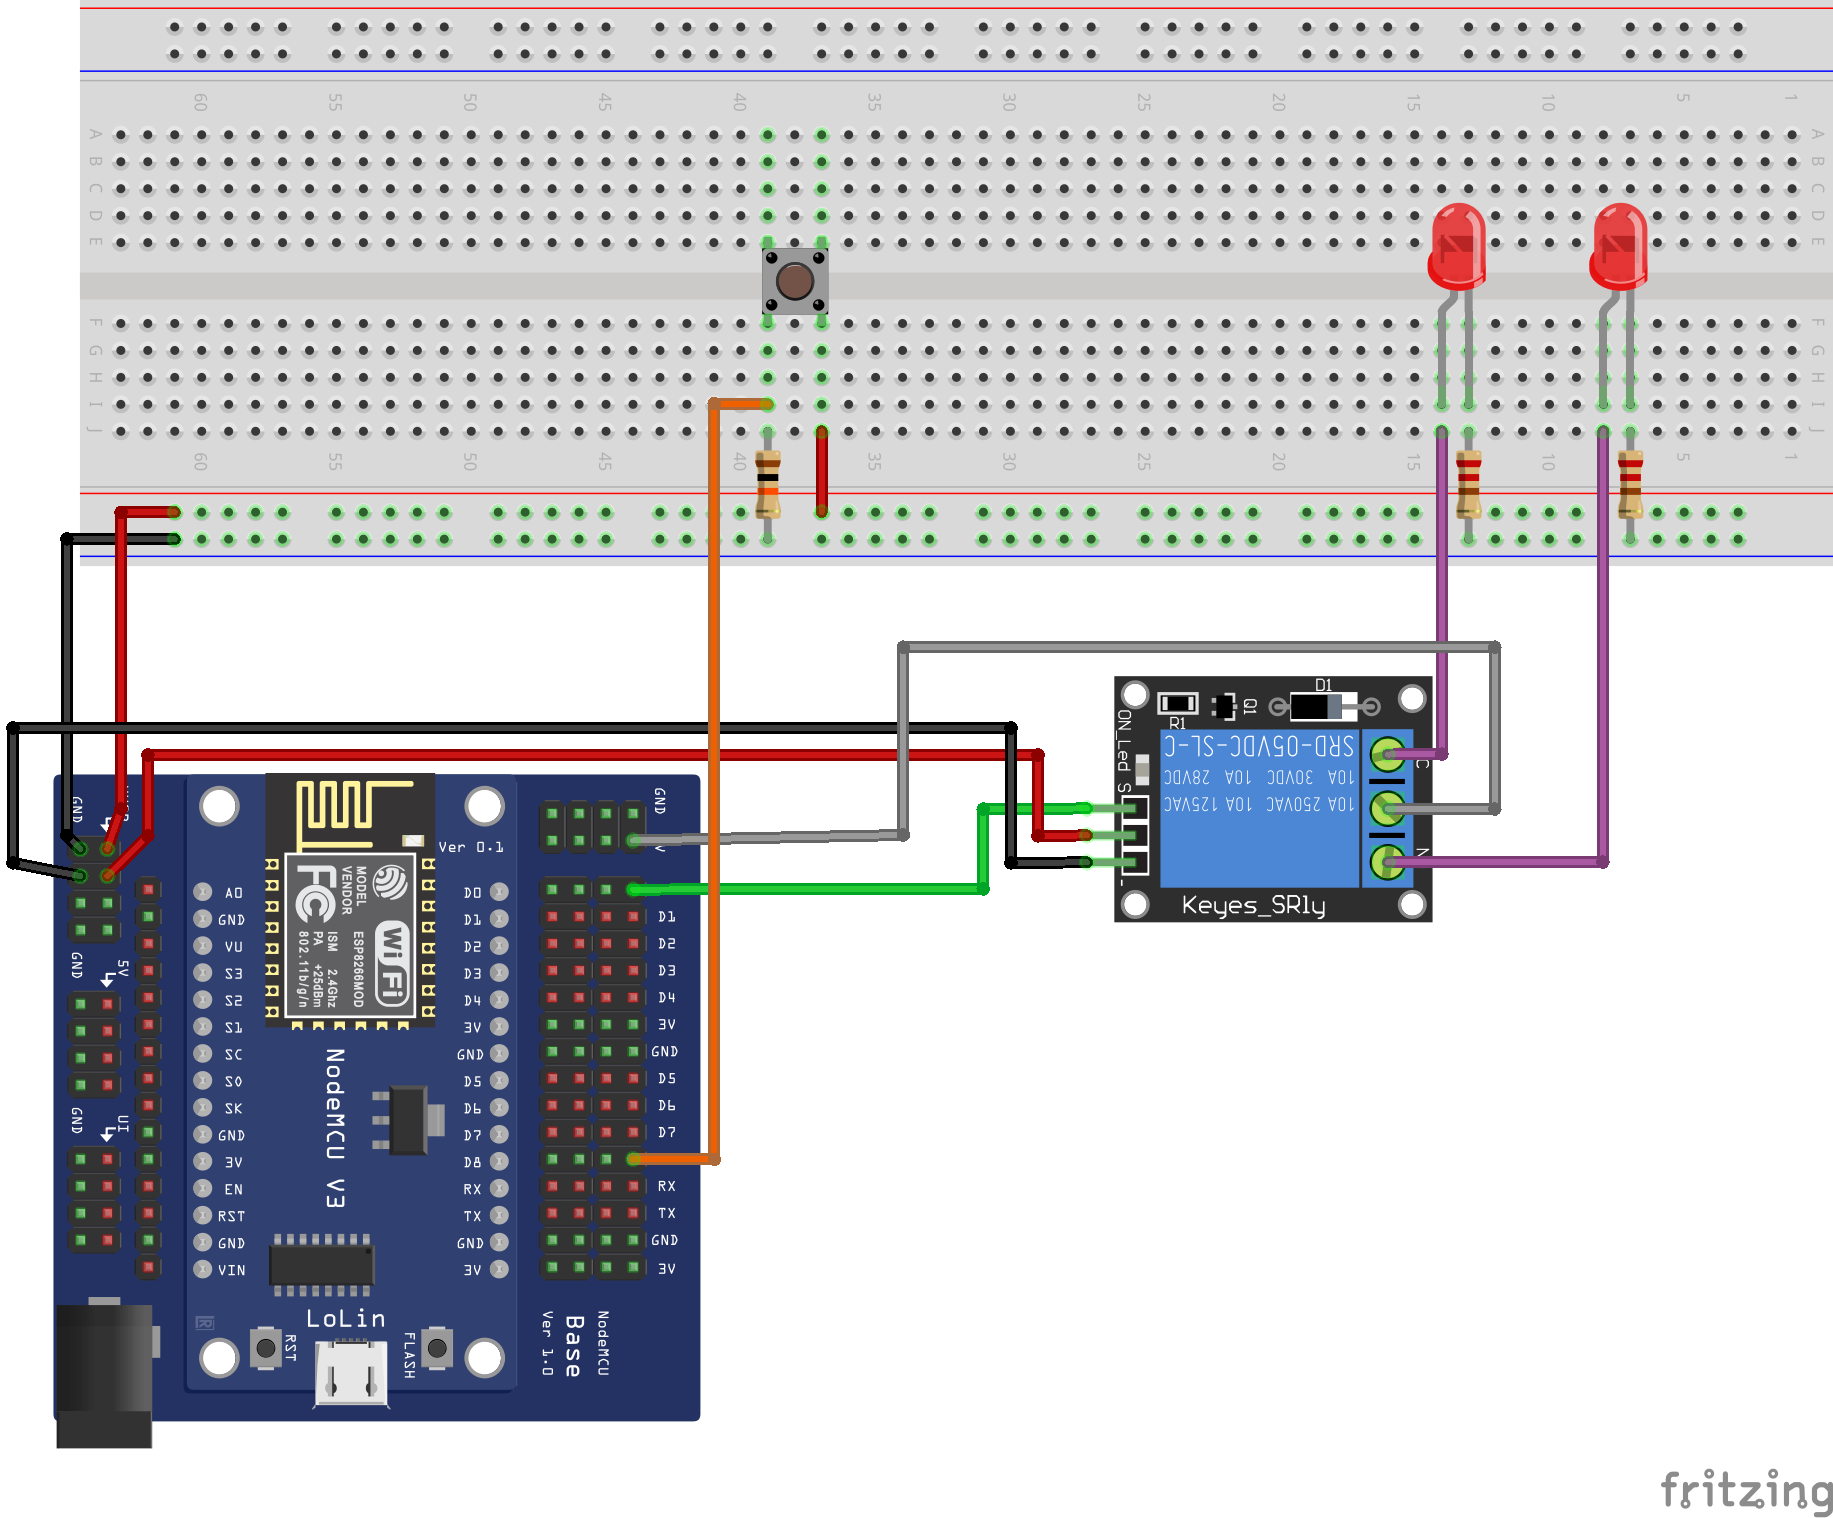 60 55 50 45 40 35 30 25 20 15 10 5 1
A A
B B
C C
D D
E E
F F
G G
H H
I I
J J
60 55 50 45 40 35 30 25 20 15 10 5 1
D1
Q1
R1
ON_Led
S
-
SRD-05VDC-SL-C
10A 30VDC 10A 28VDC
10A 250VAC 10A 125VAC
Keyes_SRly
GND
GND
5V
GND
UI
GND
V
Ver 0.1
MODEL
VENDOR
FC
WiFi
ISM 2.4Ghz
PA +25dBm
802.11b/g/n
ESP8266MOD
A0
GND
VU
S3
S2
S1
SC
S0
SK
GND
3V
EN
RST
GND
VIN
D0
D1
D2
D3
D4
3V
GND
D5
D6
D7
D8
RX
TX
GND
3V
D1
D2
D3
D4
3V
GND
D5
D6
D7
RX
TX
GND
3V
NodeMCU V3
LoLin
RST
FLASH
NodeMCU
Base
Ver 1.0
fritzing